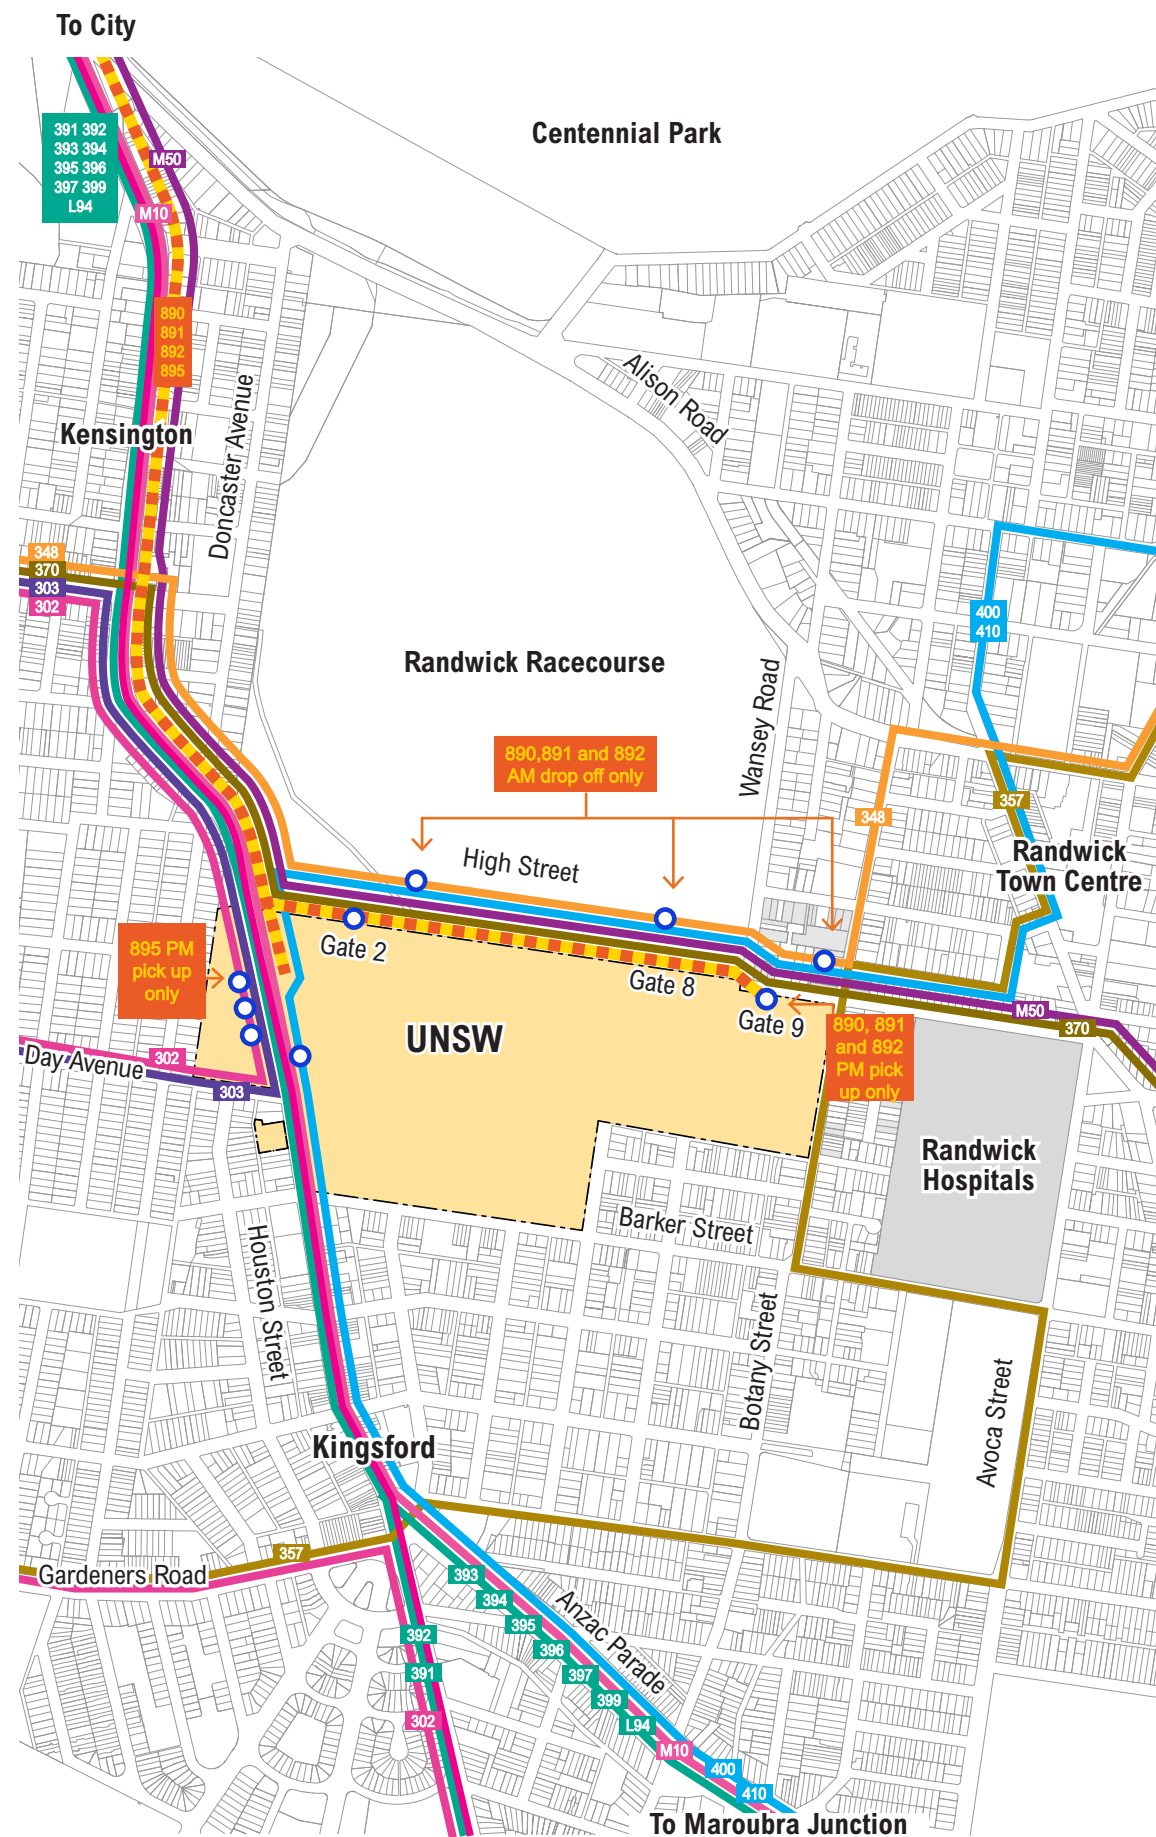 To City
Centennial Park
391 392
393 394
395 396
397 399
L94
M50
M10
890
891
892
895
Alison Road
Kensington
Doncaster Avenue
348
370
303
302
400
410
Randwick Racecourse
Wansey Road
890,891 and 892
AM drop off only
357
348
High Street
Randwick
Town Centre
895 PM
pick up
only
Gate 2
Gate 8
Gate 9
UNSW
M50
370
890, 891
and 892
PM pick
up only
Day Avenue
302
303
Randwick
Hospitals
Barker Street
Houston Street
Botany Street
Avoca Street
Kingsford
357
Gardeners Road
393
394
395
396
397
399
L94
M10
400
410
Anzac Parade
392
391
302
To Maroubra Junction